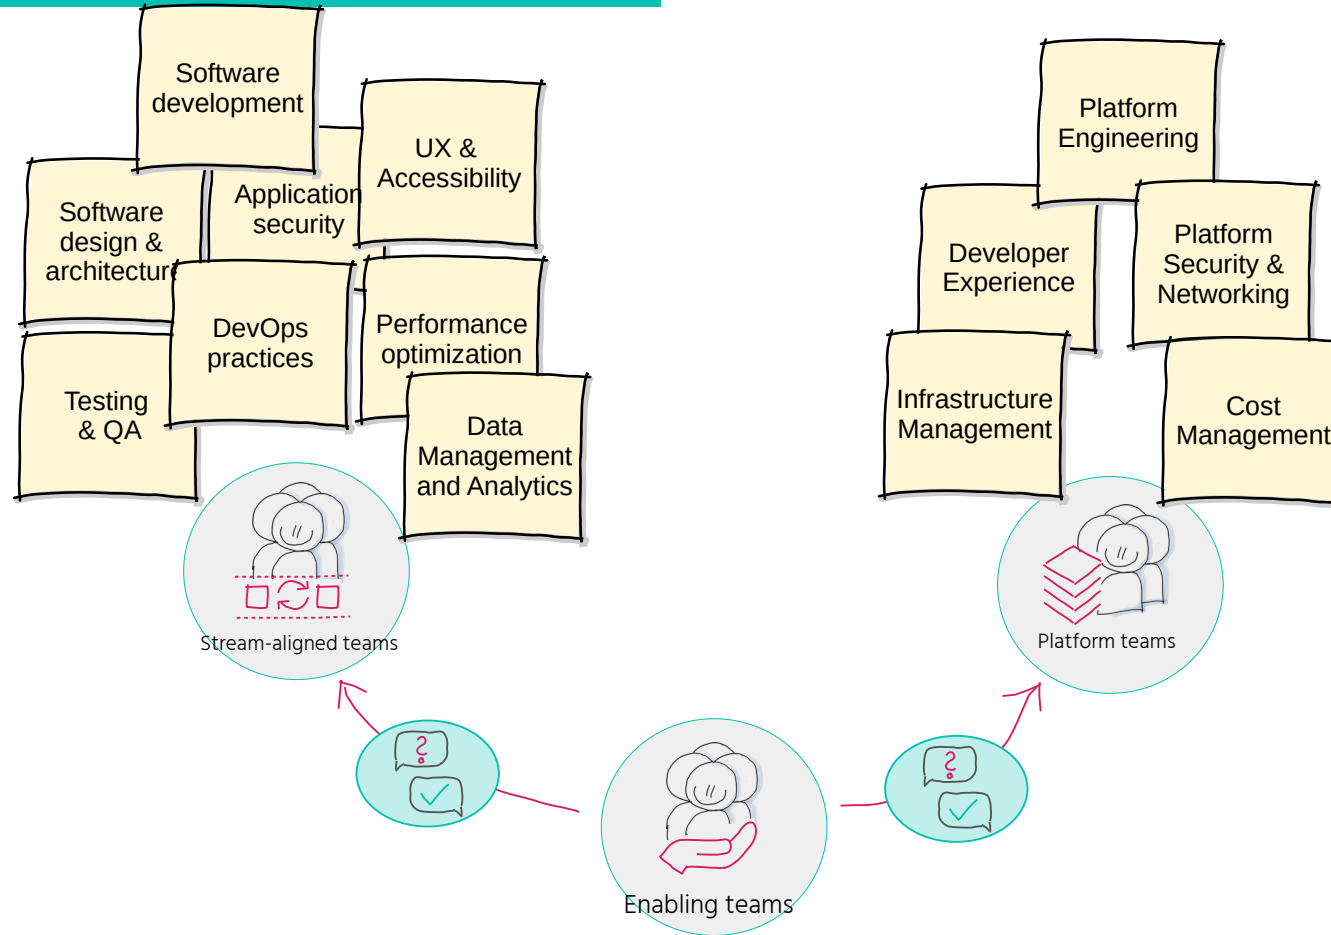 Software
development
UX &
Accessibility
Application
security
Software
design &
architecture
DevOps
practices
Performance
optimization
Testing
& QA
Data
Management
and Analytics
Stream-aligned teams
Platform
Engineering
Developer
Experience
Platform
Security &
Networking
Infrastructure
Management
Cost
Management
Platform teams
?
?
Enabling teams